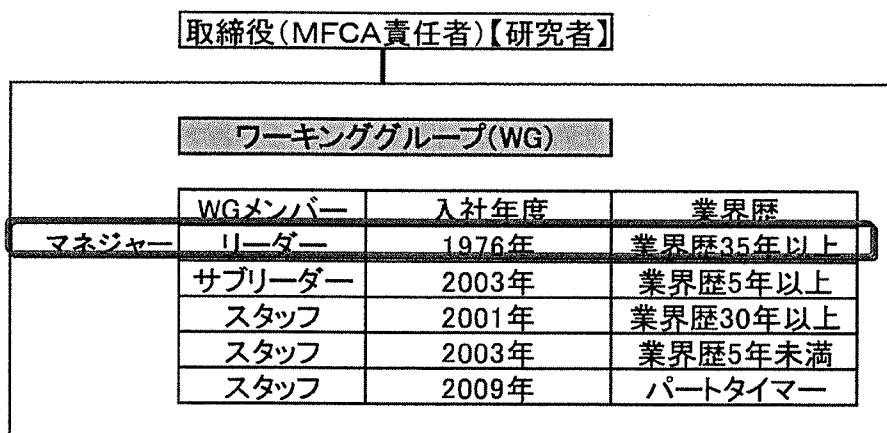 取締役(MFCA責任者)【研究者】
ワーキンググループ(WG)
WGメンバー 入社年度 業界歴
マネジャー リーダー 1976年 業界歴35年以上
サブリーダー 2003年 業界歴5年以上
スタッフ 2001年 業界歴30年以上
スタッフ 2003年 業界歴5年未満
スタッフ 2009年 パートタイマー